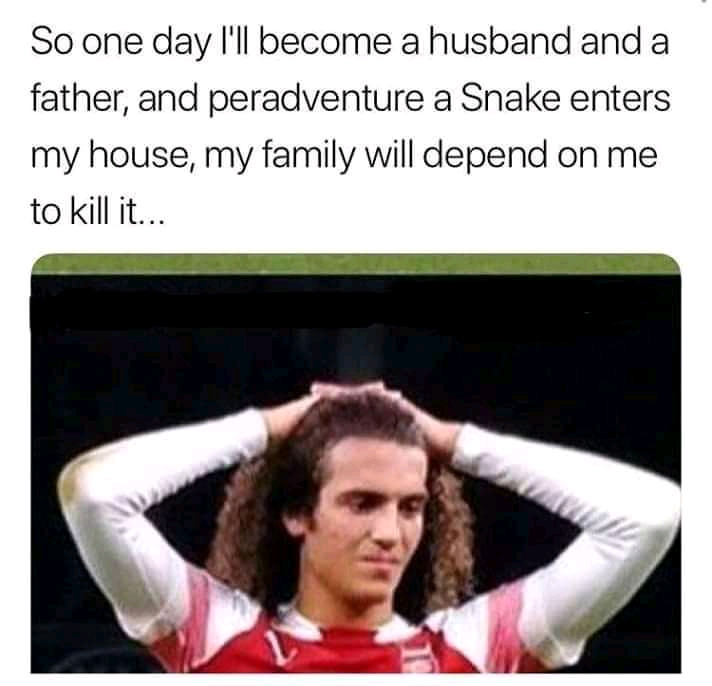 So one day I'll become a husband and a
father, and peradventure a Snake enters
my house, my family will depend on me
to kill it...